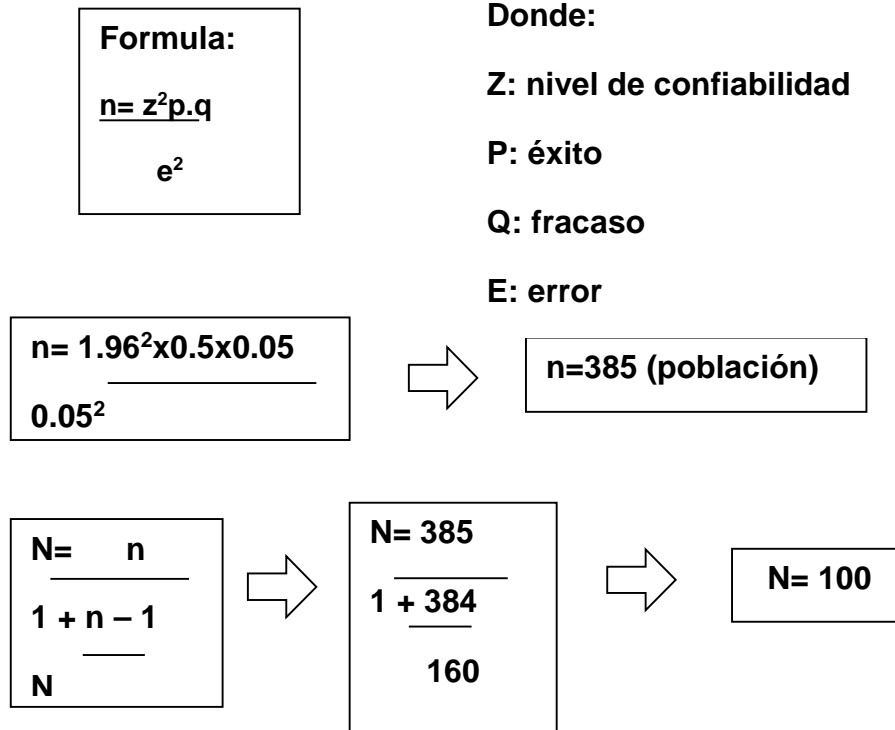 Formula:
n= z²p.q
e²
Donde:
Z: nivel de confiabilidad
P: éxito
Q: fracaso
E: error
n= 1.96²x0.5x0.05
0.05²
n=385 (población)
N= n
1 + n – 1
N
N= 385
1 + 384
160
N= 100